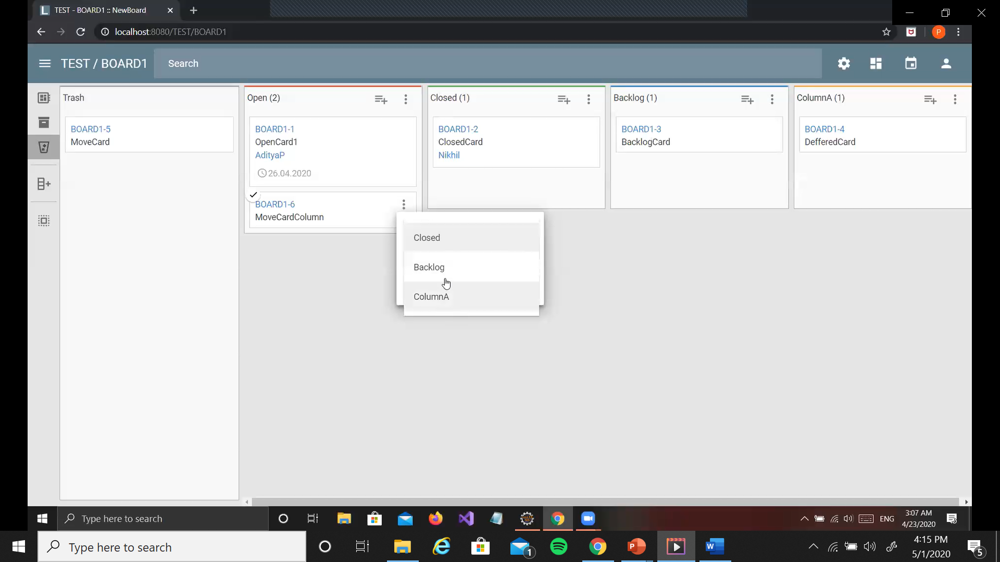 TEST - BOARD1 :: NewBoard
localhost:8080/TEST/BOARD1
P
TEST / BOARD1
Search
Trash
BOARD1-5
MoveCard
Open (2)
BOARD1-1
OpenCard1
AdityaP
26.04.2020
BOARD1-6
MoveCardColumn
Closed (1)
BOARD1-2
ClosedCard
Nikhil
Backlog (1)
BOARD1-3
BacklogCard
ColumnA (1)
BOARD1-4
DefferedCard
Closed
Backlog
ColumnA
Type here to search
ENG
3:07 AM
4/23/2020
Type here to search
1
4:15 PM
5/1/2020
5